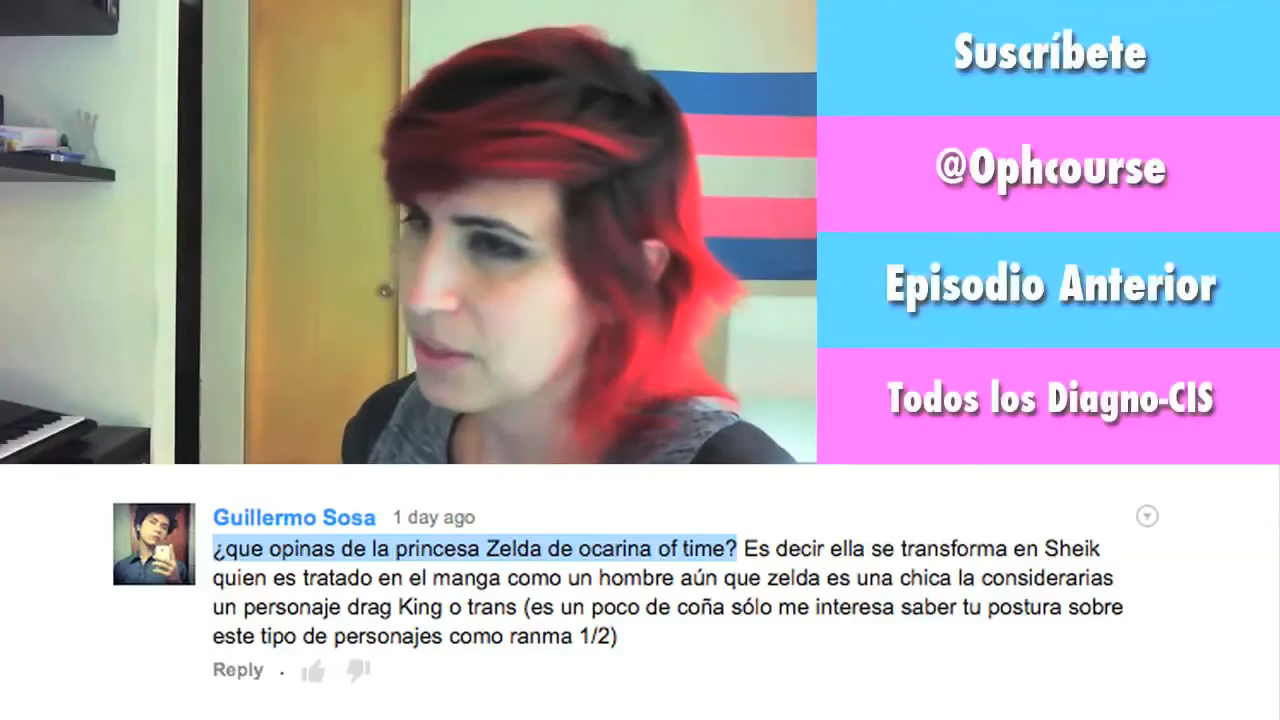 Suscríbete
@Ophcourse
Episodio Anterior
Todos los Diagno-CIS
Guillermo Sosa 1 day ago
¿que opinas de la princesa Zelda de ocarina of time? Es decir ella se transforma en Sheik
quien es tratado en el manga como un hombre aún que zelda es una chica la considerarias
un personaje drag King o trans (es un poco de coña sólo me interesa saber tu postura sobre
este tipo de personajes como ranma 1/2)
Reply .